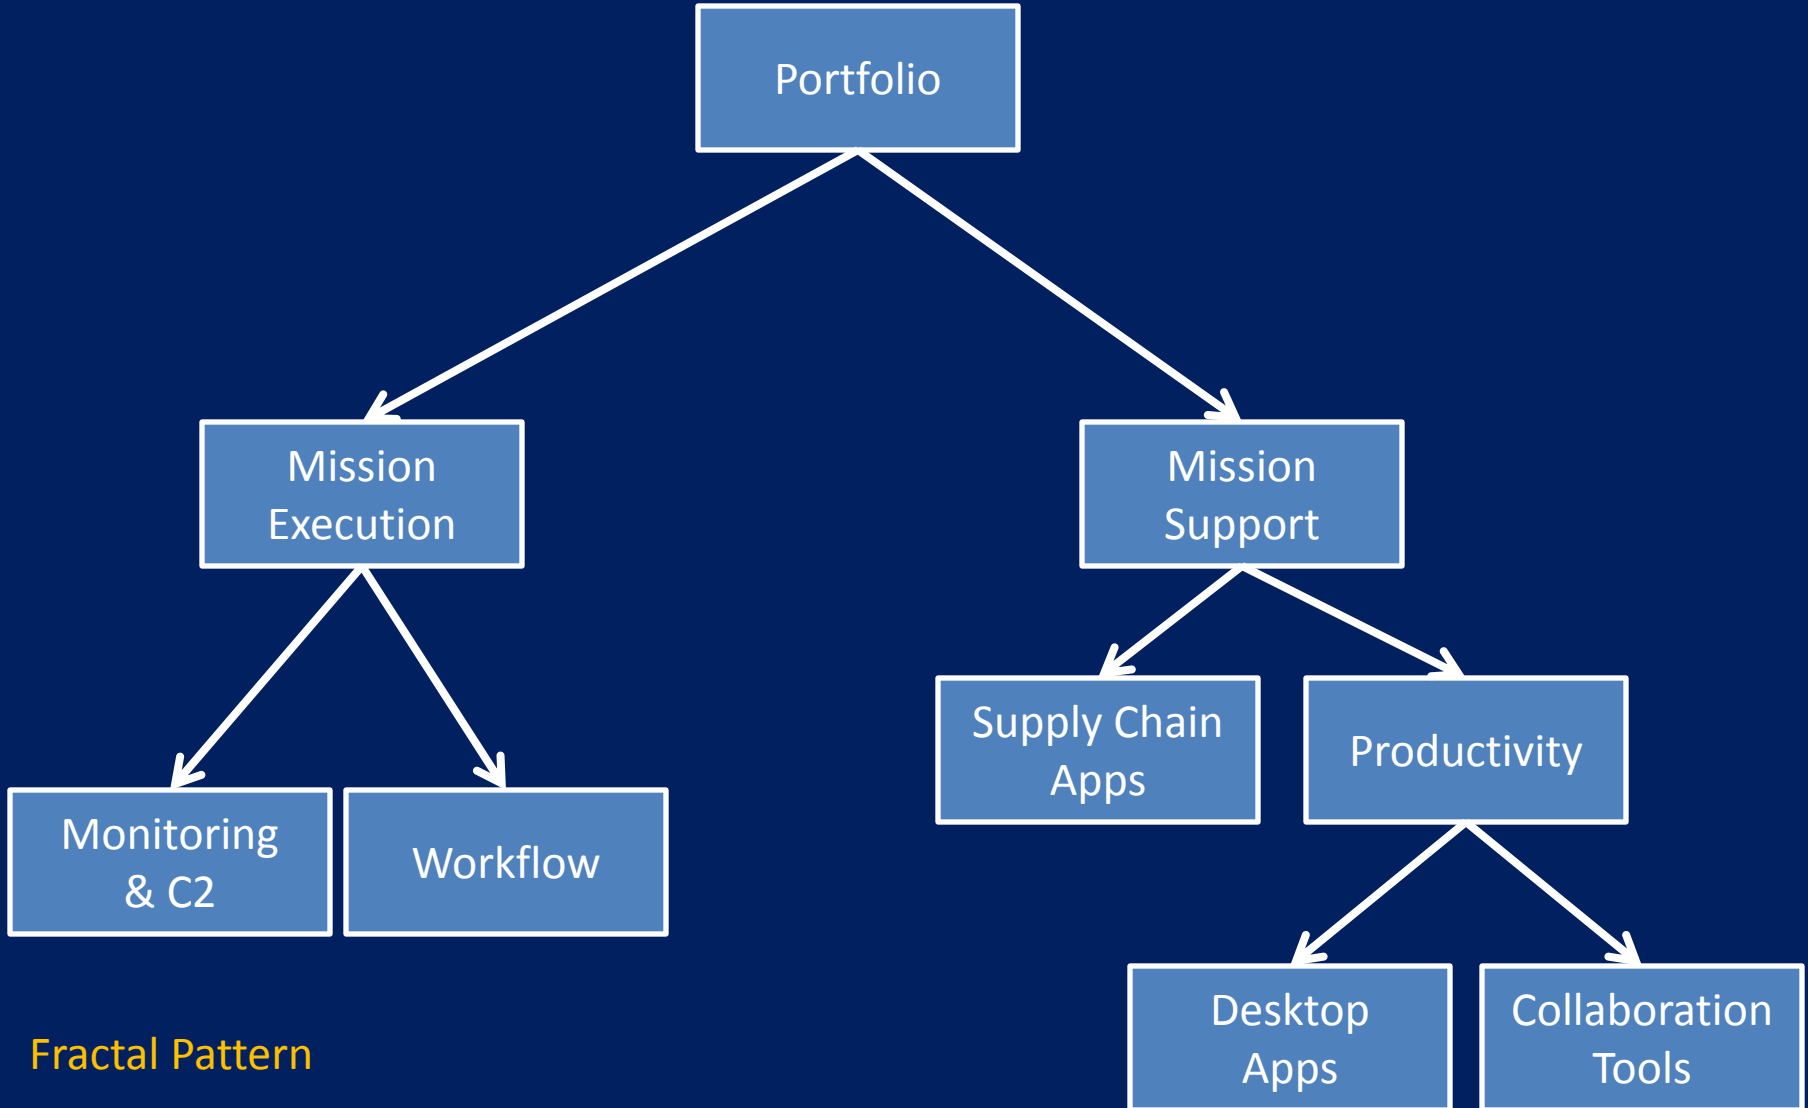 Portfolio
Mission
Execution
Mission
Support
Supply Chain
Apps
Productivity
Monitoring
& C2
Workflow
Desktop
Apps
Collaboration
Tools
Fractal Pattern